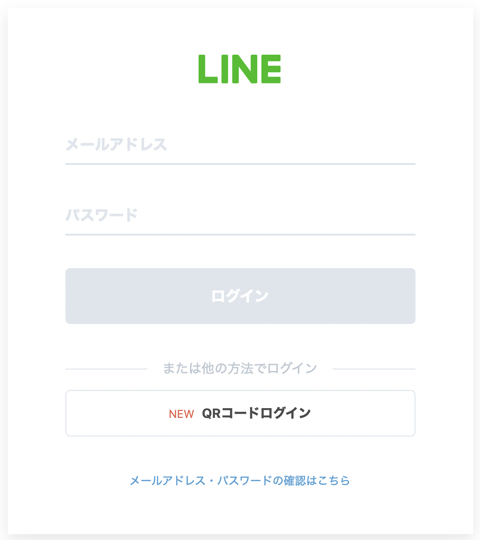 LINE
メールアドレス
パスワード
ログイン
または他の方法でログイン
NEW QRコードログイン
メールアドレス・パスワードの確認はこちら